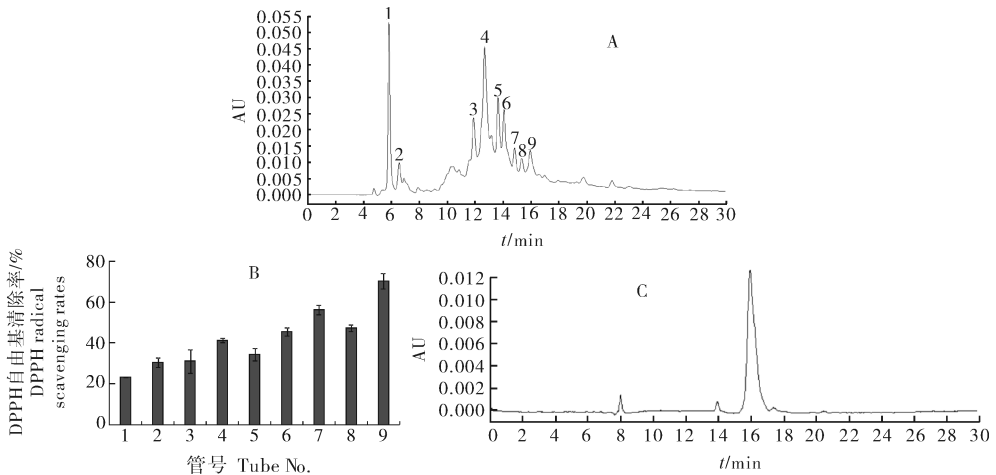 A
AU
0.055
0.050
0.045
0.040
0.035
0.030
0.025
0.020
0.015
0.010
0.005
0.000
1
2
3
4
5
6
7
8
9
0 2 4 6 8 10 12 14 16 18 20 22 24 26 28 30
t/min
B
DPPH自由基清除率/%
DPPH radical
scavenging rates
80
60
40
20
0
1 2 3 4 5 6 7 8 9
管号 Tube No.
C
AU
0.012
0.008
0.006
0.004
0.002
0.000
0 2 4 6 8 10 12 14 16 18 20 22 24 26 28 30
t/min